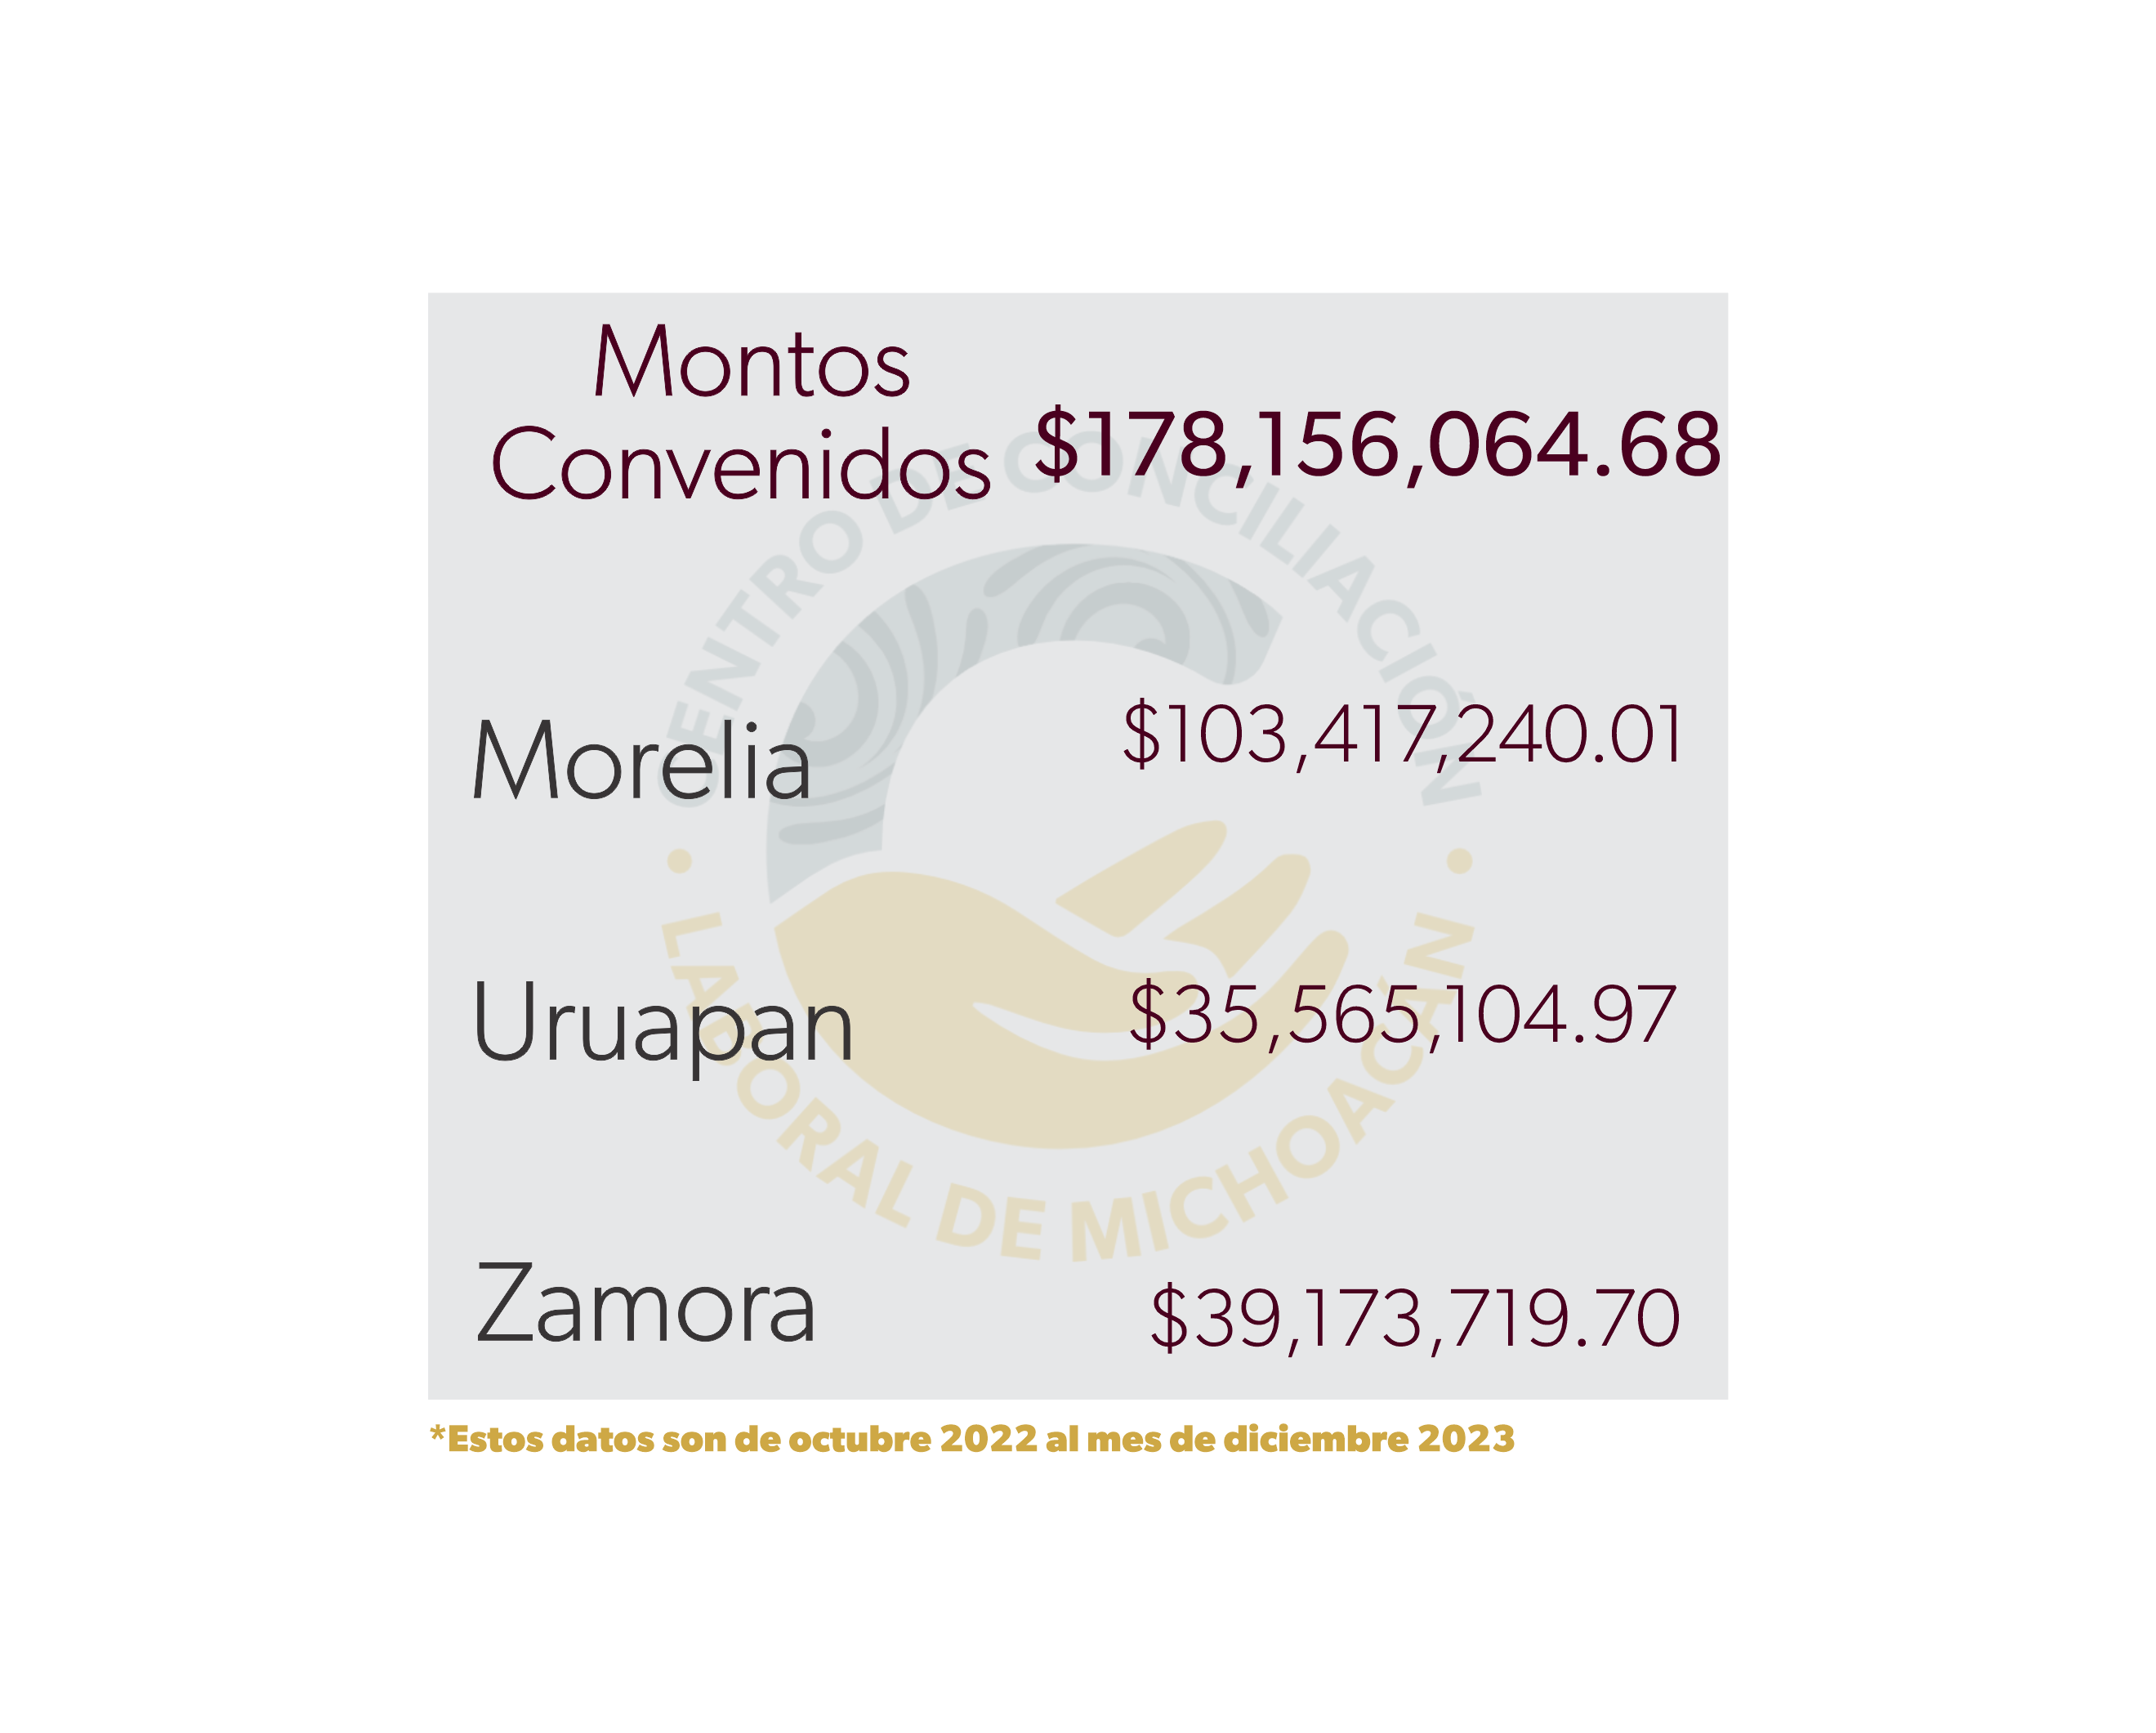 Montos
Convenidos $178,156,064.68
Morelia $103,417,240.01
Uruapan $35,565,104.97
Zamora $39,173,719.70
*Estos datos son de octubre 2022 al mes de diciembre 2023
CENTRO DE CONCILIACIÓN
LABORAL DE MICHOACÁN